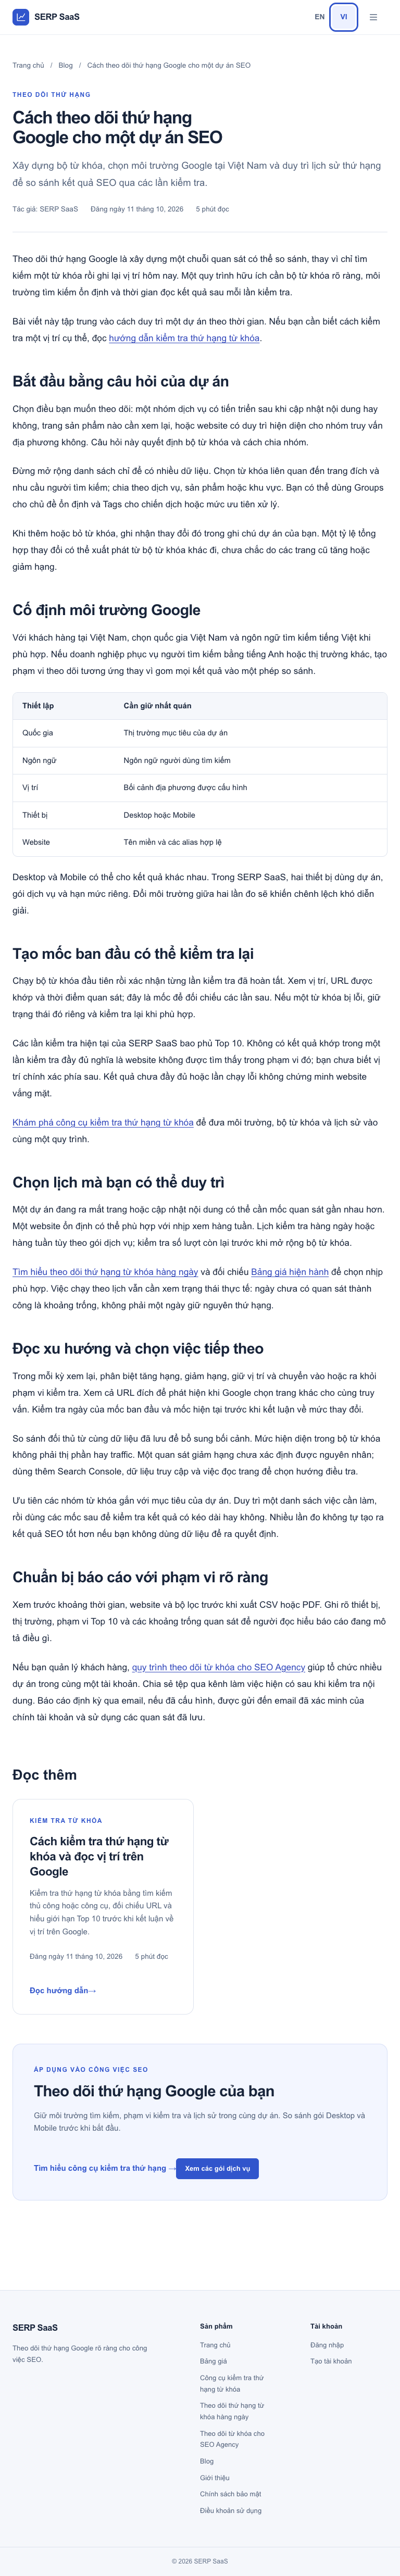 SERP SaaS
EN
VI
Trang chủ / Blog / Cách theo dõi thứ hạng Google cho một dự án SEO
THEO DÕI THỨ HẠNG
Cách theo dõi thứ hạng
Google cho một dự án SEO
Xây dựng bộ từ khóa, chọn môi trường Google tại Việt Nam và duy trì lịch sử thứ hạng
để so sánh kết quả SEO qua các lần kiểm tra.
Tác giả: SERP SaaS Đăng ngày 11 tháng 10, 2026 5 phút đọc
Theo dõi thứ hạng Google là xây dựng một chuỗi quan sát có thể so sánh, thay vì chỉ tìm
kiếm một từ khóa rồi ghi lại vị trí hôm nay. Một quy trình hữu ích cần bộ từ khóa rõ ràng, môi
trường tìm kiếm ổn định và thời gian đọc kết quả sau mỗi lần kiểm tra.
Bài viết này tập trung vào cách duy trì một dự án theo thời gian. Nếu bạn cần biết cách kiểm
tra một vị trí cụ thể, đọc hướng dẫn kiểm tra thứ hạng từ khóa.
Bắt đầu bằng câu hỏi của dự án
Chọn điều bạn muốn theo dõi: một nhóm dịch vụ có tiến triển sau khi cập nhật nội dung hay
không, trang sản phẩm nào cần xem lại, hoặc website có duy trì hiện diện cho nhóm truy vấn
địa phương không. Câu hỏi này quyết định bộ từ khóa và cách chia nhóm.
Đừng mở rộng danh sách chỉ để có nhiều dữ liệu. Chọn từ khóa liên quan đến trang đích và
nhu cầu người tìm kiếm; chia theo dịch vụ, sản phẩm hoặc khu vực. Bạn có thể dùng Groups
cho chủ đề ổn định và Tags cho chiến dịch hoặc mức ưu tiên xử lý.
Khi thêm hoặc bỏ từ khóa, ghi nhận thay đổi đó trong ghi chú dự án của bạn. Một tỷ lệ tổng
hợp thay đổi có thể xuất phát từ bộ từ khóa khác đi, chưa chắc do các trang cũ tăng hoặc
giảm hạng.
Cố định môi trường Google
Với khách hàng tại Việt Nam, chọn quốc gia Việt Nam và ngôn ngữ tìm kiếm tiếng Việt khi
phù hợp. Nếu doanh nghiệp phục vụ người tìm kiếm bằng tiếng Anh hoặc thị trường khác, tạo
phạm vi theo dõi tương ứng thay vì gom mọi kết quả vào một phép so sánh.
Thiết lập Cần giữ nhất quán
Quốc gia Thị trường mục tiêu của dự án
Ngôn ngữ Ngôn ngữ người dùng tìm kiếm
Vị trí Bối cảnh địa phương được cấu hình
Thiết bị Desktop hoặc Mobile
Website Tên miền và các alias hợp lệ
Desktop và Mobile có thể cho kết quả khác nhau. Trong SERP SaaS, hai thiết bị dùng dự án,
gói dịch vụ và hạn mức riêng. Đổi môi trường giữa hai lần đo sẽ khiến chênh lệch khó diễn
giải.
Tạo mốc ban đầu có thể kiểm tra lại
Chạy bộ từ khóa đầu tiên rồi xác nhận từng lần kiểm tra đã hoàn tất. Xem vị trí, URL được
khớp và thời điểm quan sát; đây là mốc để đối chiếu các lần sau. Nếu một từ khóa bị lỗi, giữ
trạng thái đó riêng và kiểm tra lại khi phù hợp.
Các lần kiểm tra hiện tại của SERP SaaS bao phủ Top 10. Không có kết quả khớp trong một
lần kiểm tra đầy đủ nghĩa là website không được tìm thấy trong phạm vi đó; bạn chưa biết vị
trí chính xác phía sau. Kết quả chưa đầy đủ hoặc lần chạy lỗi không chứng minh website
vắng mặt.
Khám phá công cụ kiểm tra thứ hạng từ khóa để đưa môi trường, bộ từ khóa và lịch sử vào
cùng một quy trình.
Chọn lịch mà bạn có thể duy trì
Một dự án đang ra mắt trang hoặc cập nhật nội dung có thể cần mốc quan sát gần nhau hơn.
Một website ổn định có thể phù hợp với nhịp xem hàng tuần. Lịch kiểm tra hàng ngày hoặc
hàng tuần tùy theo gói dịch vụ; kiểm tra số lượt còn lại trước khi mở rộng bộ từ khóa.
Tìm hiểu theo dõi thứ hạng từ khóa hàng ngày và đối chiếu Bảng giá hiện hành để chọn nhịp
phù hợp. Việc chạy theo lịch vẫn cần xem trạng thái thực tế: ngày chưa có quan sát thành
công là khoảng trống, không phải một ngày giữ nguyên thứ hạng.
Đọc xu hướng và chọn việc tiếp theo
Trong mỗi kỳ xem lại, phân biệt tăng hạng, giảm hạng, giữ vị trí và chuyển vào hoặc ra khỏi
phạm vi kiểm tra. Xem cả URL đích để phát hiện khi Google chọn trang khác cho cùng truy
vấn. Kiểm tra ngày của mốc ban đầu và mốc hiện tại trước khi kết luận về mức thay đổi.
So sánh đối thủ từ cùng dữ liệu đã lưu để bổ sung bối cảnh. Mức hiện diện trong bộ từ khóa
không phải thị phần hay traffic. Một quan sát giảm hạng chưa xác định được nguyên nhân;
dùng thêm Search Console, dữ liệu truy cập và việc đọc trang để chọn hướng điều tra.
Ưu tiên các nhóm từ khóa gắn với mục tiêu của dự án. Duy trì một danh sách việc cần làm,
rồi dùng các mốc sau để kiểm tra kết quả có kéo dài hay không. Nhiều lần đo không tự tạo ra
kết quả SEO tốt hơn nếu bạn không dùng dữ liệu để ra quyết định.
Chuẩn bị báo cáo với phạm vi rõ ràng
Xem trước khoảng thời gian, website và bộ lọc trước khi xuất CSV hoặc PDF. Ghi rõ thiết bị,
thị trường, phạm vi Top 10 và các khoảng trống quan sát để người đọc hiểu báo cáo đang mô
tả điều gì.
Nếu bạn quản lý khách hàng, quy trình theo dõi từ khóa cho SEO Agency giúp tổ chức nhiều
dự án trong cùng một tài khoản. Chia sẻ tệp qua kênh làm việc hiện có sau khi kiểm tra nội
dung. Báo cáo định kỳ qua email, nếu đã cấu hình, được gửi đến email đã xác minh của
chính tài khoản và sử dụng các quan sát đã lưu.
Đọc thêm
KIỂM TRA TỪ KHÓA
Cách kiểm tra thứ hạng từ
khóa và đọc vị trí trên
Google
Kiểm tra thứ hạng từ khóa bằng tìm kiếm
thủ công hoặc công cụ, đối chiếu URL và
hiểu giới hạn Top 10 trước khi kết luận về
vị trí trên Google.
Đăng ngày 11 tháng 10, 2026 5 phút đọc
Đọc hướng dẫn→
ÁP DỤNG VÀO CÔNG VIỆC SEO
Theo dõi thứ hạng Google của bạn
Giữ môi trường tìm kiếm, phạm vi kiểm tra và lịch sử trong cùng dự án. So sánh gói Desktop và
Mobile trước khi bắt đầu.
Tìm hiểu công cụ kiểm tra thứ hạng →
Xem các gói dịch vụ
SERP SaaS
Theo dõi thứ hạng Google rõ ràng cho công
việc SEO.
Sản phẩm
Trang chủ
Bảng giá
Công cụ kiểm tra thứ
hạng từ khóa
Theo dõi thứ hạng từ
khóa hàng ngày
Theo dõi từ khóa cho
SEO Agency
Blog
Giới thiệu
Chính sách bảo mật
Điều khoản sử dụng
Tài khoản
Đăng nhập
Tạo tài khoản
© 2026 SERP SaaS